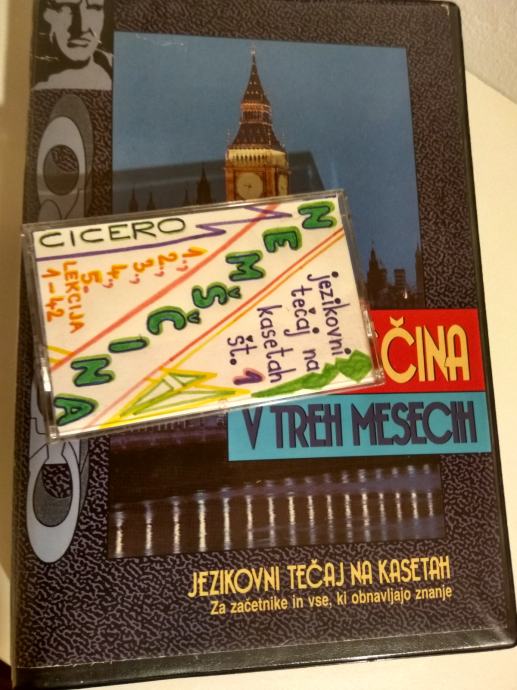 CICERO
NEMŠČINA
1.,
2.,
3.,
4.,
5.
LEKCIJA
1-42
jezikovni
tečaj na
kasetah
št. 1
ČINA
V TREH MESECIH
JEZIKOVNI TEČAJ NA KASETAH
Za začetnike in vse, ki obnavljajo znanje